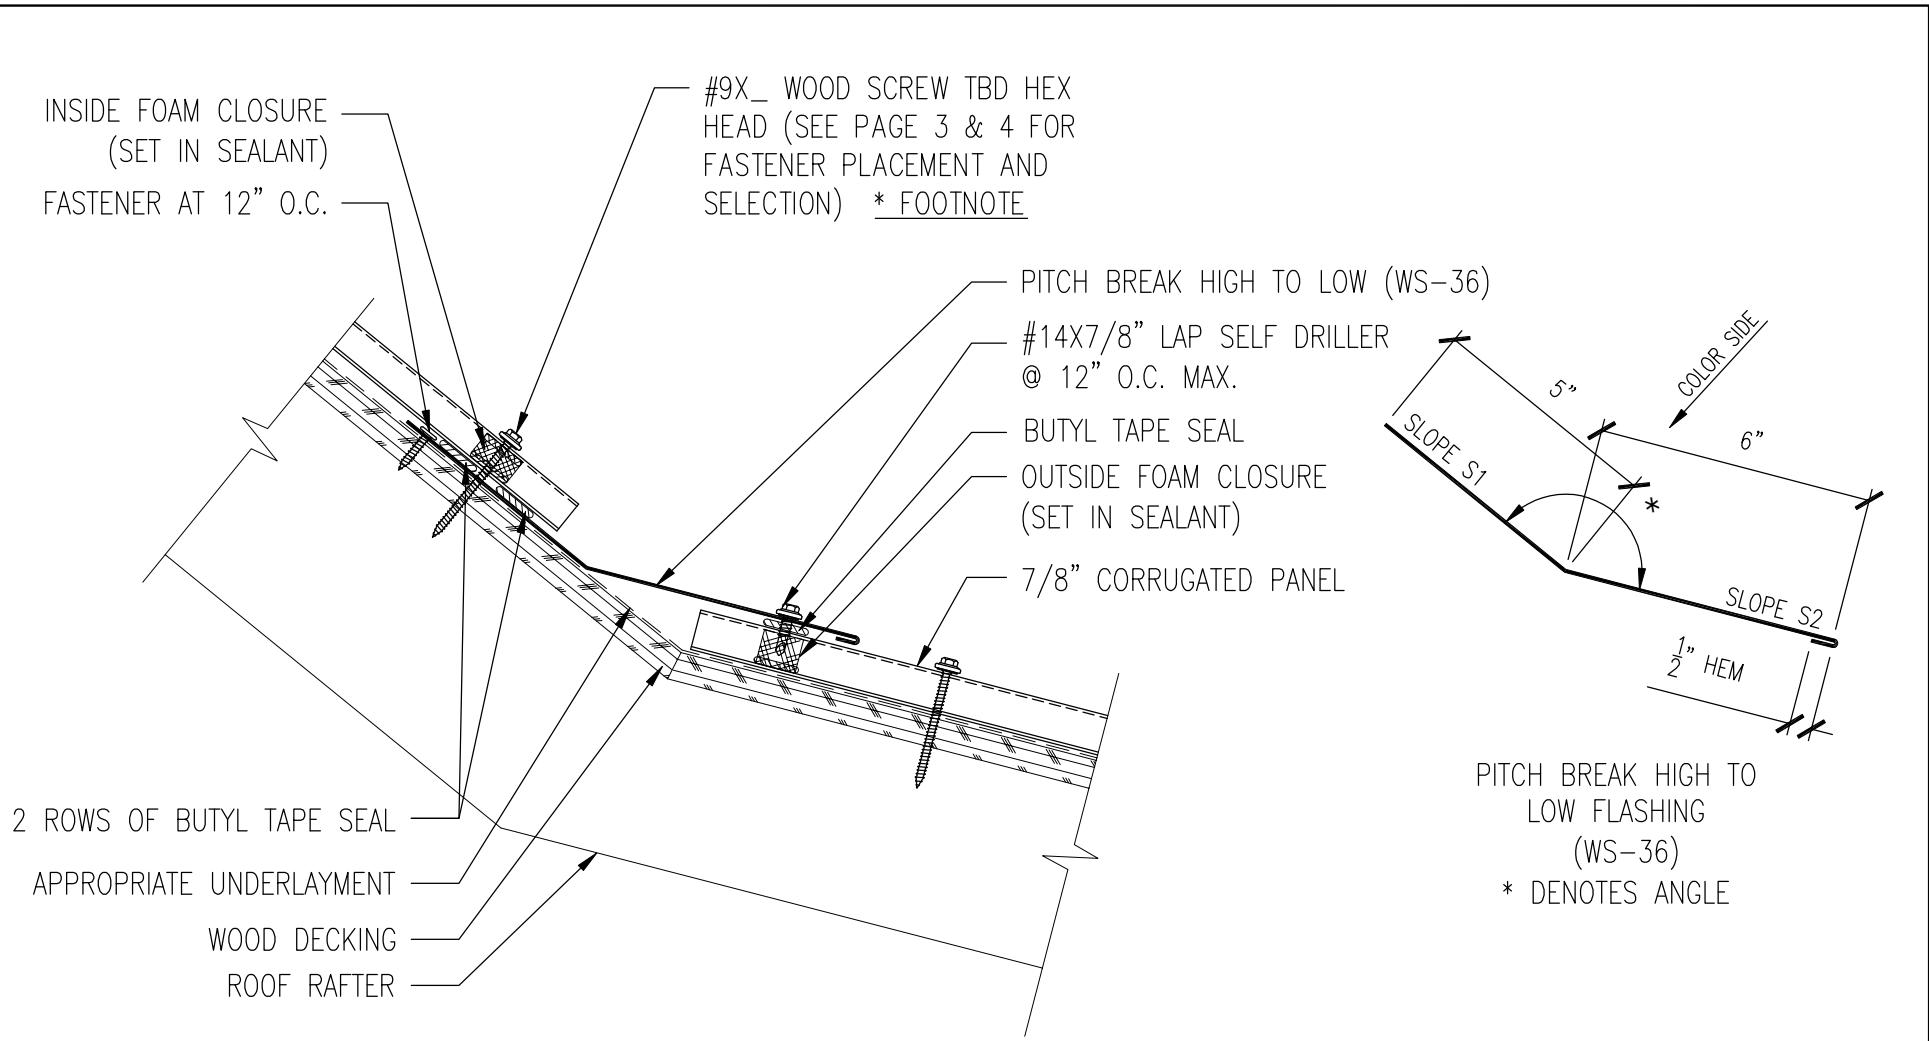 INSIDE FOAM CLOSURE
(SET IN SEALANT)
FASTENER AT 12" O.C.
#9X_ WOOD SCREW TBD HEX
HEAD (SEE PAGE 3 & 4 FOR
FASTENER PLACEMENT AND
SELECTION) * FOOTNOTE
PITCH BREAK HIGH TO LOW (WS-36)
#14X7/8" LAP SELF DRILLER
@ 12" O.C. MAX.
BUTYL TAPE SEAL
OUTSIDE FOAM CLOSURE
(SET IN SEALANT)
7/8" CORRUGATED PANEL
2 ROWS OF BUTYL TAPE SEAL
APPROPRIATE UNDERLAYMENT
WOOD DECKING
ROOF RAFTER
COLOR SIDE
5"
6"
SLOPE S1
*
SLOPE S2
1/2" HEM
PITCH BREAK HIGH TO
LOW FLASHING
(WS-36)
* DENOTES ANGLE